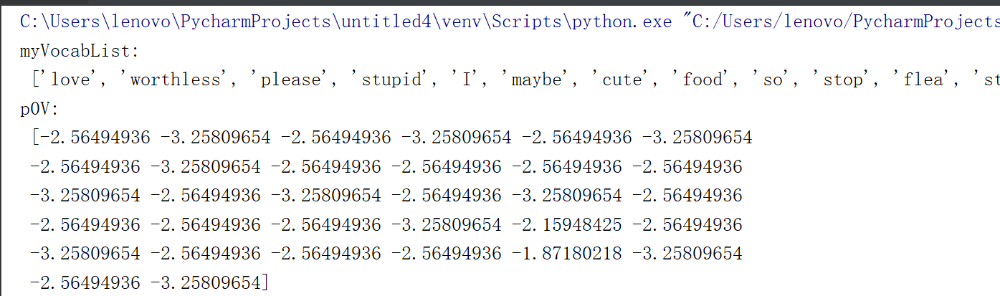 C:\Users\lenovo\PycharmProjects\untitled4\venv\Scripts\python.exe "C:/Users/lenovo/PycharmProjects
myVocabList:
['love', 'worthless', 'please', 'stupid', 'I', 'maybe', 'cute', 'food', 'so', 'stop', 'flea', 'st
p0V:
[-2.56494936 -3.25809654 -2.56494936 -3.25809654 -2.56494936 -3.25809654
-2.56494936 -3.25809654 -2.56494936 -2.56494936 -2.56494936 -2.56494936
-3.25809654 -2.56494936 -3.25809654 -2.56494936 -3.25809654 -2.56494936
-2.56494936 -2.56494936 -2.56494936 -3.25809654 -2.15948425 -2.56494936
-3.25809654 -2.56494936 -2.56494936 -2.56494936 -1.87180218 -3.25809654
-2.56494936 -3.25809654]